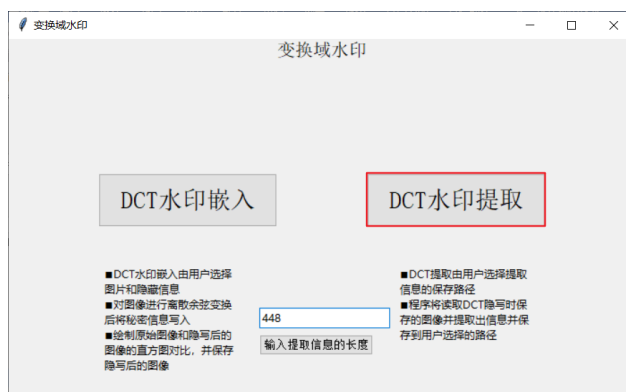 变换域水印
变换域水印
DCT水印嵌入
DCT水印提取
■DCT水印嵌入由用户选择
图片和隐藏信息
■对图像进行离散余弦变换
后将秘密信息写入
■绘制原始图像和隐写后的
图像的直方图对比，并保存
隐写后的图像
448
输入提取信息的长度
■DCT提取由用户选择提取
信息的保存路径
■程序将读取DCT隐写时保
存的图像并提取出信息并保
存到用户选择的路径